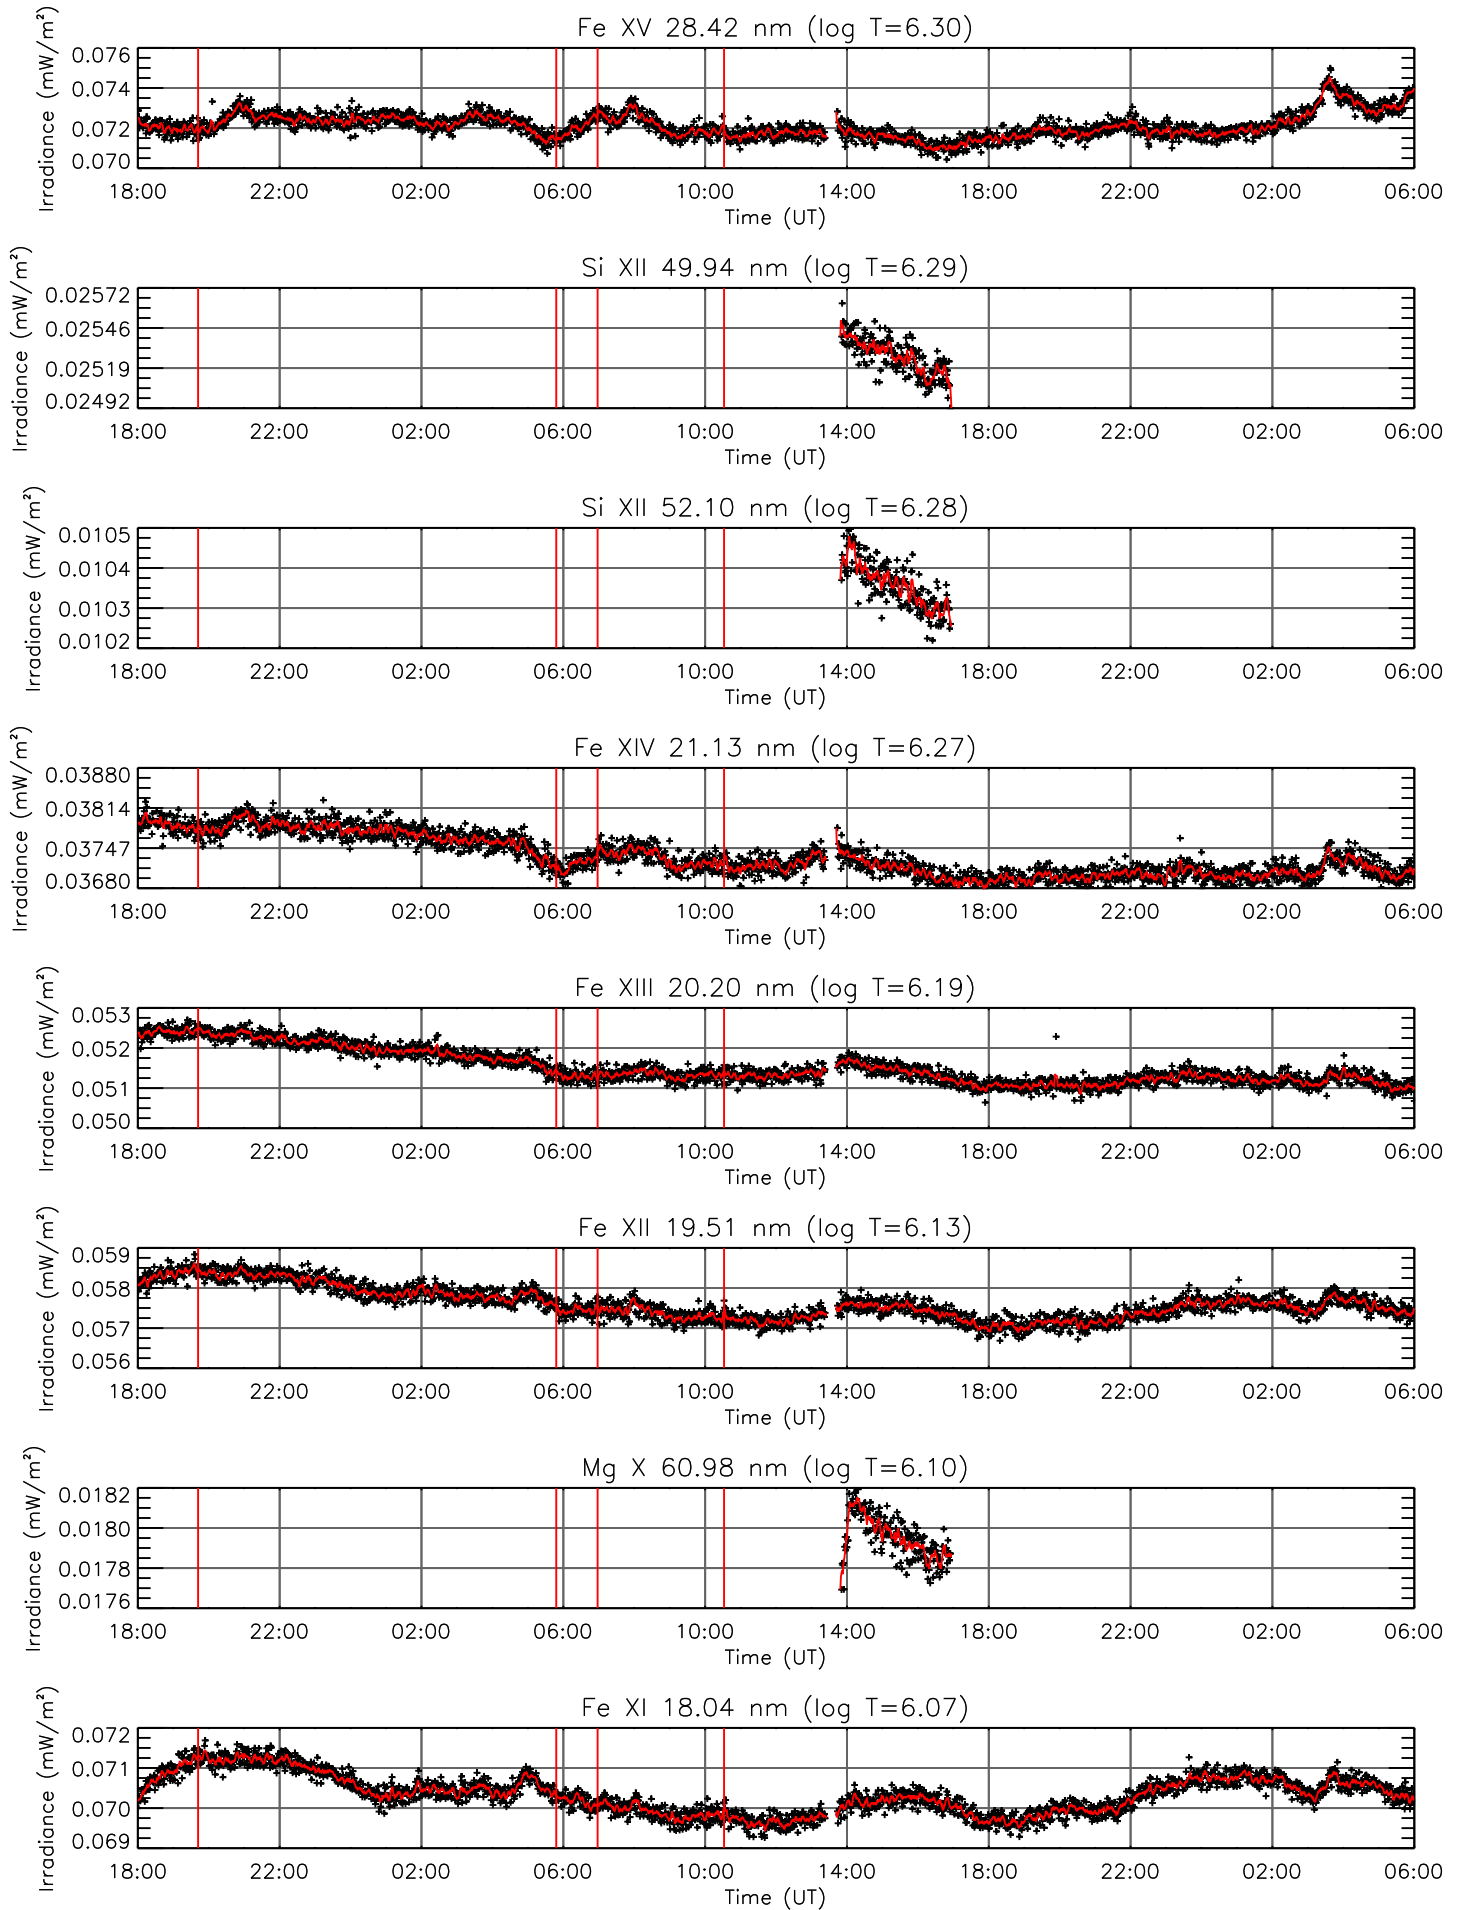 Fe XV 28.42 nm (log T=6.30)
Irradiance (mW/m²)
0.076
0.074
0.072
0.070
18:00 22:00 02:00 06:00 10:00 14:00 18:00 22:00 02:00 06:00
Time (UT)
Si XII 49.94 nm (log T=6.29)
Irradiance (mW/m²)
0.02572
0.02546
0.02519
0.02492
18:00 22:00 02:00 06:00 10:00 14:00 18:00 22:00 02:00 06:00
Time (UT)
Si XII 52.10 nm (log T=6.28)
Irradiance (mW/m²)
0.0105
0.0104
0.0103
0.0102
18:00 22:00 02:00 06:00 10:00 14:00 18:00 22:00 02:00 06:00
Time (UT)
Fe XIV 21.13 nm (log T=6.27)
Irradiance (mW/m²)
0.03880
0.03814
0.03747
0.03680
18:00 22:00 02:00 06:00 10:00 14:00 18:00 22:00 02:00 06:00
Time (UT)
Fe XIII 20.20 nm (log T=6.19)
Irradiance (mW/m²)
0.053
0.052
0.051
0.050
18:00 22:00 02:00 06:00 10:00 14:00 18:00 22:00 02:00 06:00
Time (UT)
Fe XII 19.51 nm (log T=6.13)
Irradiance (mW/m²)
0.059
0.058
0.057
0.056
18:00 22:00 02:00 06:00 10:00 14:00 18:00 22:00 02:00 06:00
Time (UT)
Mg X 60.98 nm (log T=6.10)
Irradiance (mW/m²)
0.0182
0.0180
0.0178
0.0176
18:00 22:00 02:00 06:00 10:00 14:00 18:00 22:00 02:00 06:00
Time (UT)
Fe XI 18.04 nm (log T=6.07)
Irradiance (mW/m²)
0.072
0.071
0.070
0.069
18:00 22:00 02:00 06:00 10:00 14:00 18:00 22:00 02:00 06:00
Time (UT)